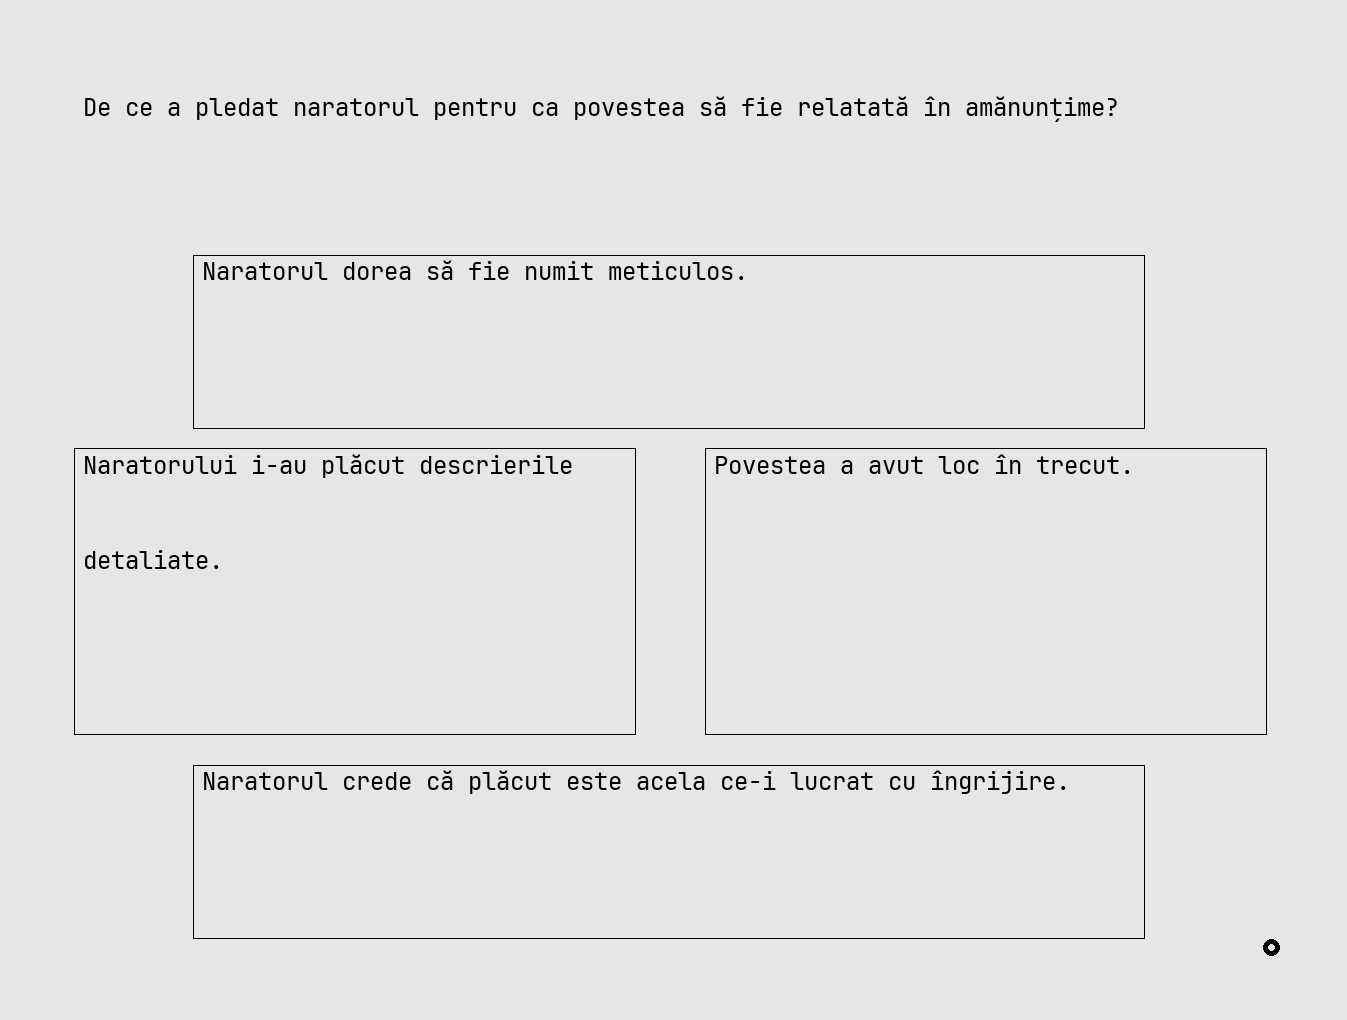 De ce a pledat naratorul pentru ca povestea să fie relatată în amănunțime?
Naratorul dorea să fie numit meticulos.
Naratorului i-au plăcut descrierile
detaliate.
Povestea a avut loc în trecut.
Naratorul crede că plăcut este acela ce-i lucrat cu îngrijire.